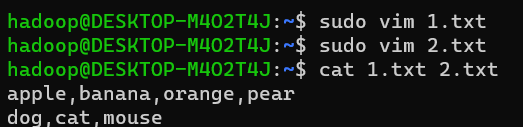 hadoop@DESKTOP-M4O2T4J:~$ sudo vim 1.txt
hadoop@DESKTOP-M4O2T4J:~$ sudo vim 2.txt
hadoop@DESKTOP-M4O2T4J:~$ cat 1.txt 2.txt
apple,banana,orange,pear
dog,cat,mouse